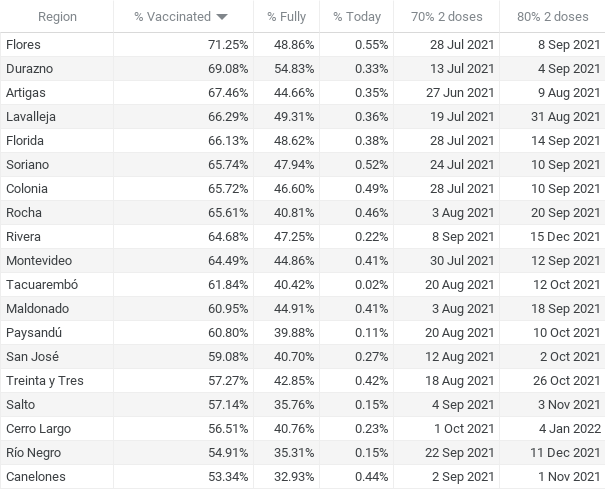 Region % Vaccinated % Fully % Today 70% 2 doses 80% 2 doses
Flores 71.25% 48.86% 0.55% 28 Jul 2021 8 Sep 2021
Durazno 69.08% 54.83% 0.33% 13 Jul 2021 4 Sep 2021
Artigas 67.46% 44.66% 0.35% 27 Jun 2021 9 Aug 2021
Lavalleja 66.29% 49.31% 0.36% 19 Jul 2021 31 Aug 2021
Florida 66.13% 48.62% 0.38% 28 Jul 2021 14 Sep 2021
Soriano 65.74% 47.94% 0.52% 24 Jul 2021 10 Sep 2021
Colonia 65.72% 46.60% 0.49% 28 Jul 2021 10 Sep 2021
Rocha 65.61% 40.81% 0.46% 3 Aug 2021 20 Sep 2021
Rivera 64.68% 47.25% 0.22% 8 Sep 2021 15 Dec 2021
Montevideo 64.49% 44.86% 0.41% 30 Jul 2021 12 Sep 2021
Tacuarembó 61.84% 40.42% 0.02% 20 Aug 2021 12 Oct 2021
Maldonado 60.95% 44.91% 0.41% 3 Aug 2021 18 Sep 2021
Paysandú 60.80% 39.88% 0.11% 20 Aug 2021 10 Oct 2021
San José 59.08% 40.70% 0.27% 12 Aug 2021 2 Oct 2021
Treinta y Tres 57.27% 42.85% 0.42% 18 Aug 2021 26 Oct 2021
Salto 57.14% 35.76% 0.15% 4 Sep 2021 3 Nov 2021
Cerro Largo 56.51% 40.76% 0.23% 1 Oct 2021 4 Jan 2022
Río Negro 54.91% 35.31% 0.15% 22 Sep 2021 11 Dec 2021
Canelones 53.34% 32.93% 0.44% 2 Sep 2021 1 Nov 2021